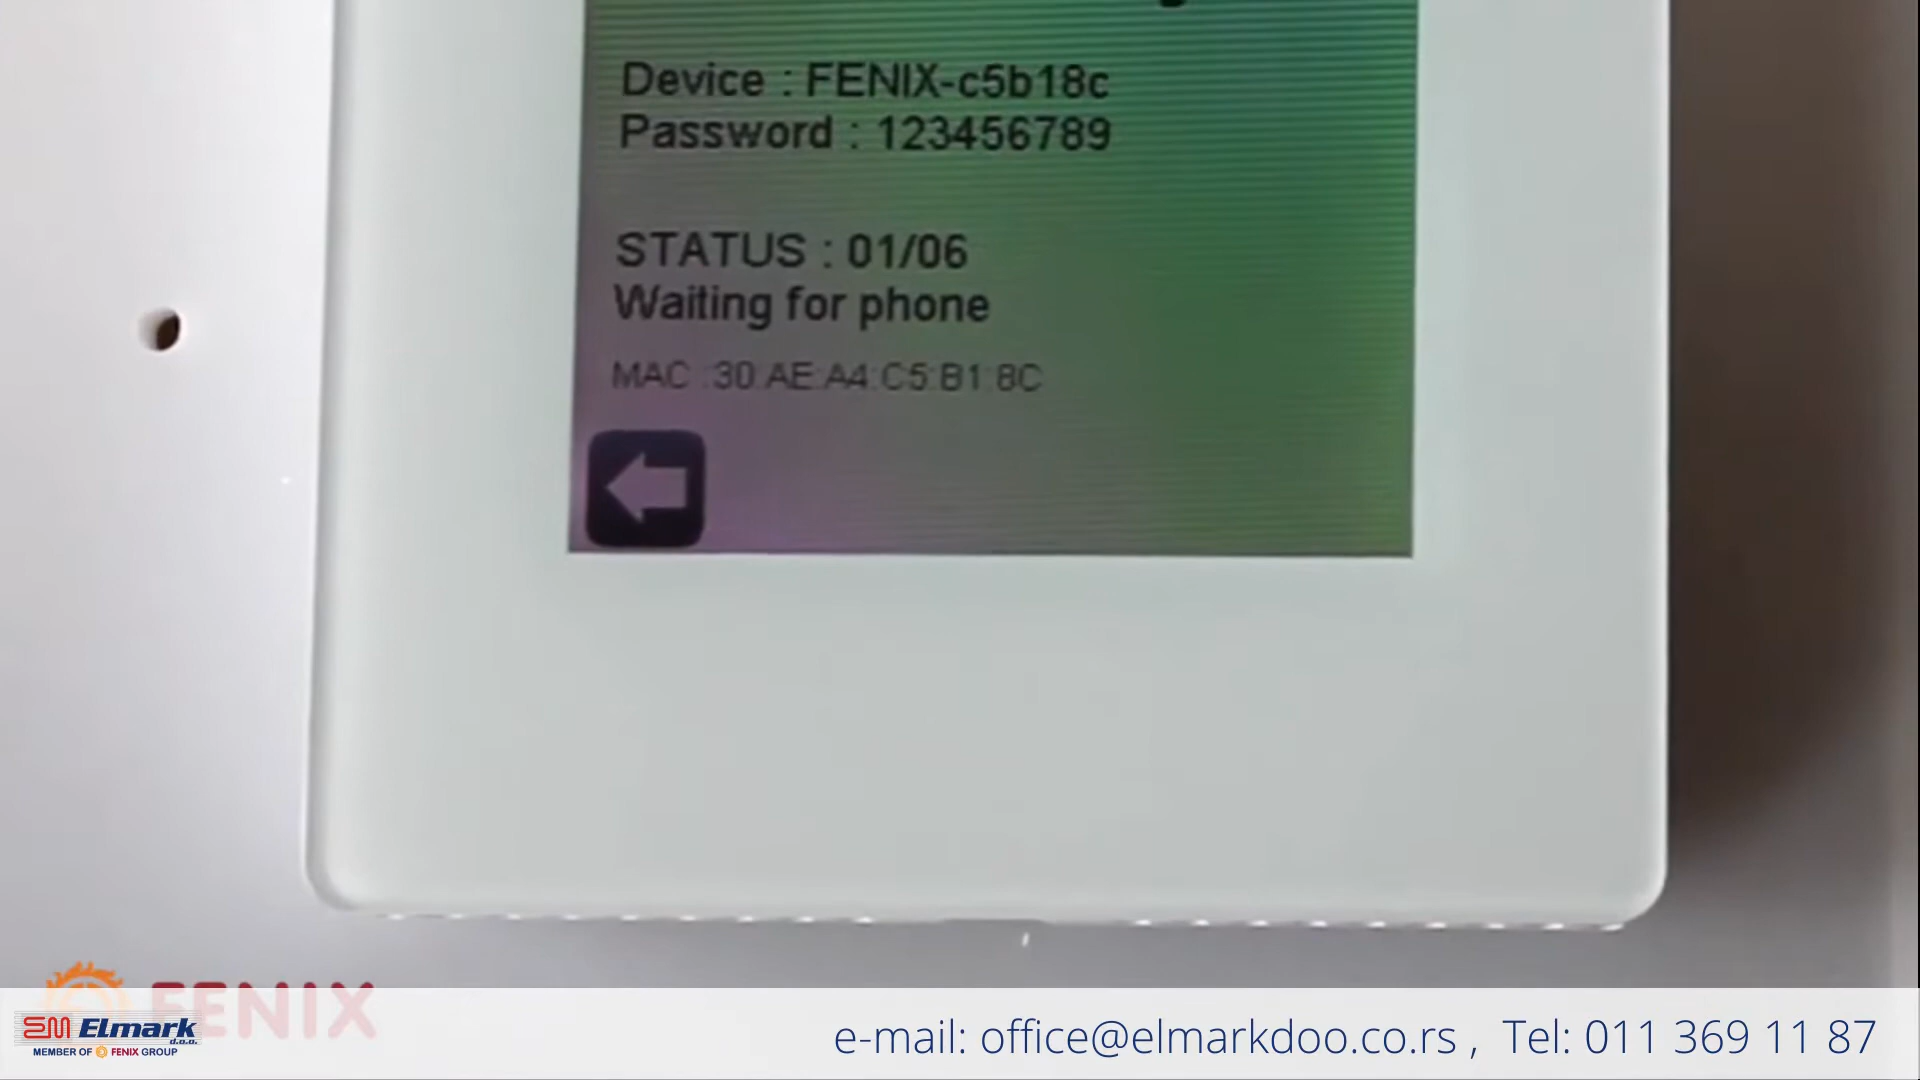 Device : FENIX-c5b18c
Password : 123456789
STATUS : 01/06
Waiting for phone
MAC :30:AE:A4:C5:B1:8C
FENIX
EM Elmark
d.o.o.
MEMBER OF FENIX GROUP
e-mail: office@elmarkdoo.co.rs , Tel: 011 369 11 87